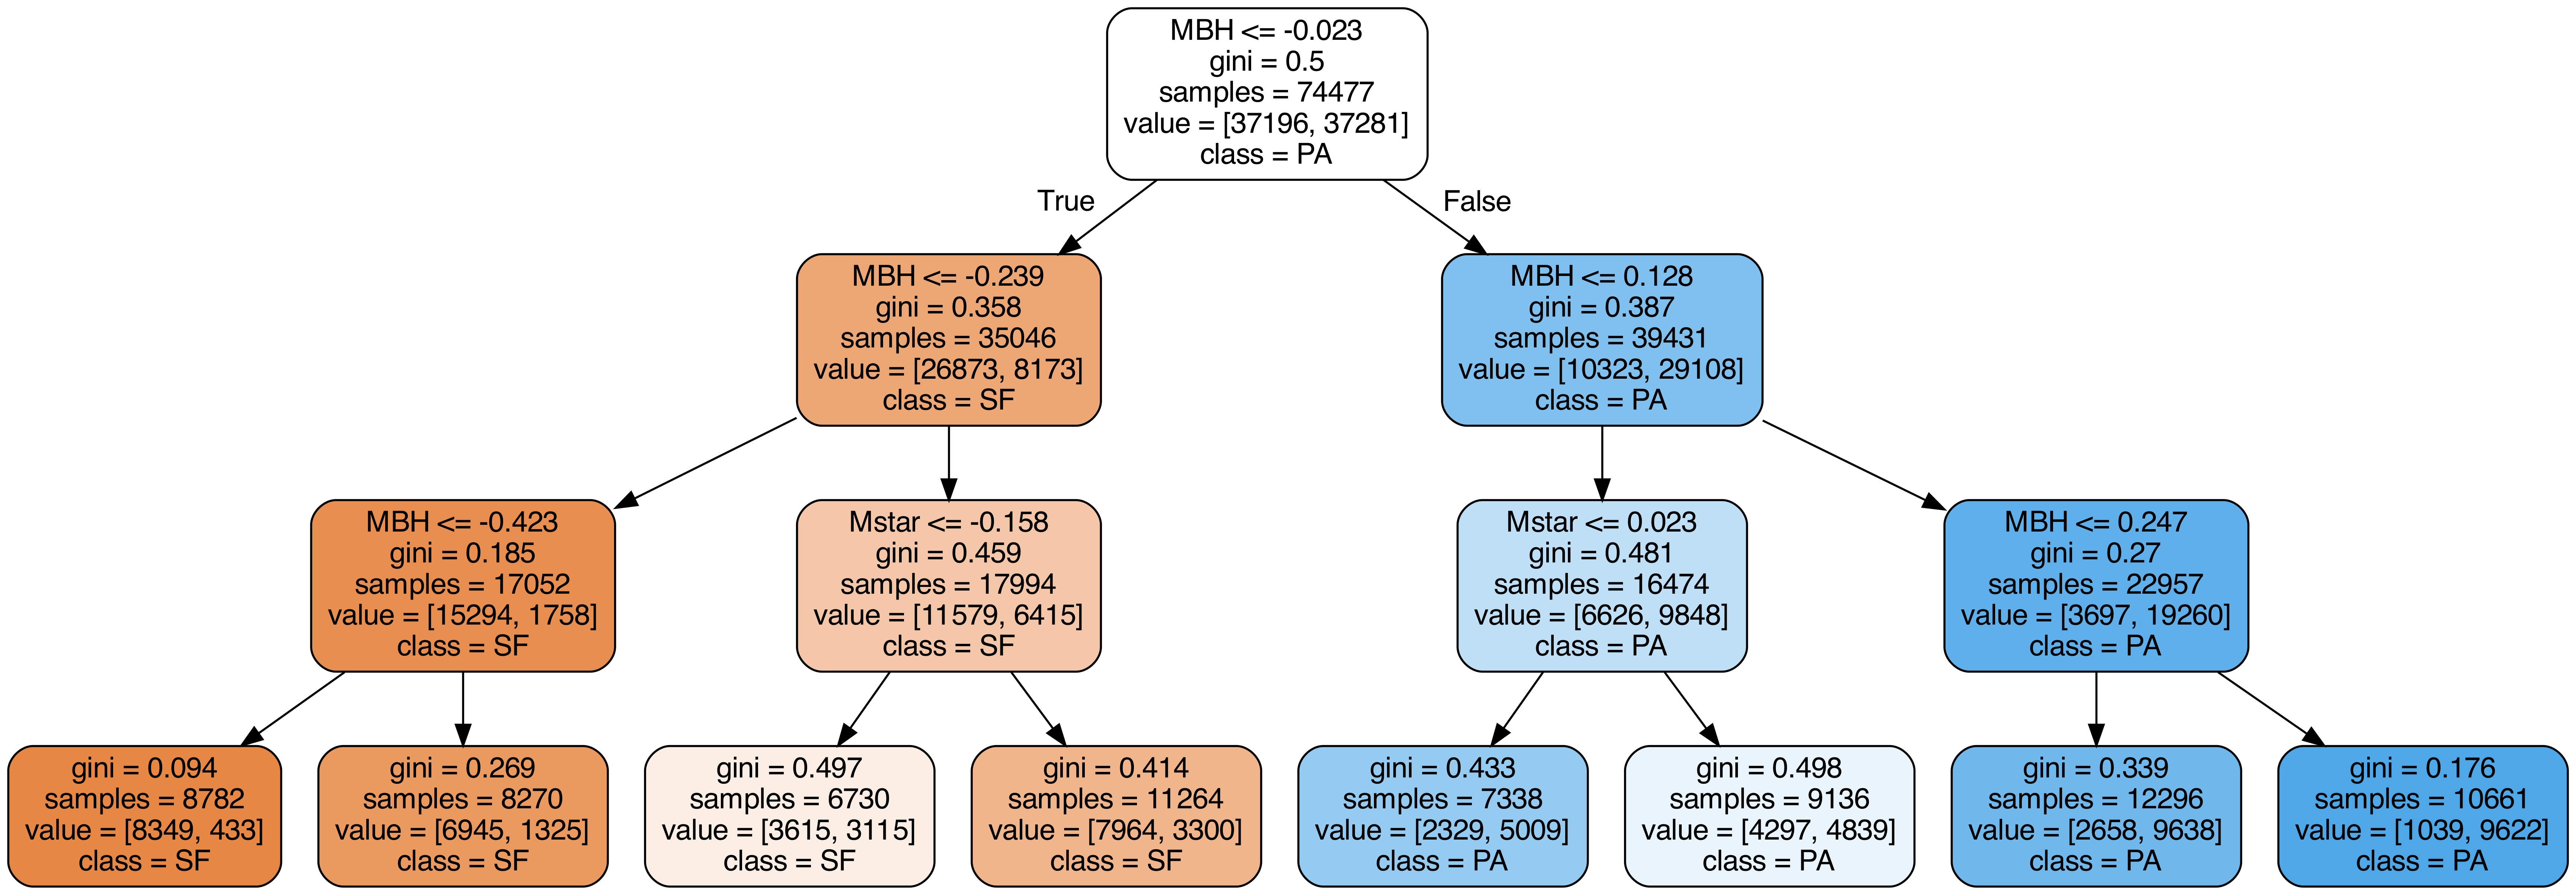 MBH <= -0.023
gini = 0.5
samples = 74477
value = [37196, 37281]
class = PA
True
False
MBH <= -0.239
gini = 0.358
samples = 35046
value = [26873, 8173]
class = SF
MBH <= 0.128
gini = 0.387
samples = 39431
value = [10323, 29108]
class = PA
MBH <= -0.423
gini = 0.185
samples = 17052
value = [15294, 1758]
class = SF
Mstar <= -0.158
gini = 0.459
samples = 17994
value = [11579, 6415]
class = SF
Mstar <= 0.023
gini = 0.481
samples = 16474
value = [6626, 9848]
class = PA
MBH <= 0.247
gini = 0.27
samples = 22957
value = [3697, 19260]
class = PA
gini = 0.094
samples = 8782
value = [8349, 433]
class = SF
gini = 0.269
samples = 8270
value = [6945, 1325]
class = SF
gini = 0.497
samples = 6730
value = [3615, 3115]
class = SF
gini = 0.414
samples = 11264
value = [7964, 3300]
class = SF
gini = 0.433
samples = 7338
value = [2329, 5009]
class = PA
gini = 0.498
samples = 9136
value = [4297, 4839]
class = PA
gini = 0.339
samples = 12296
value = [2658, 9638]
class = PA
gini = 0.176
samples = 10661
value = [1039, 9622]
class = PA